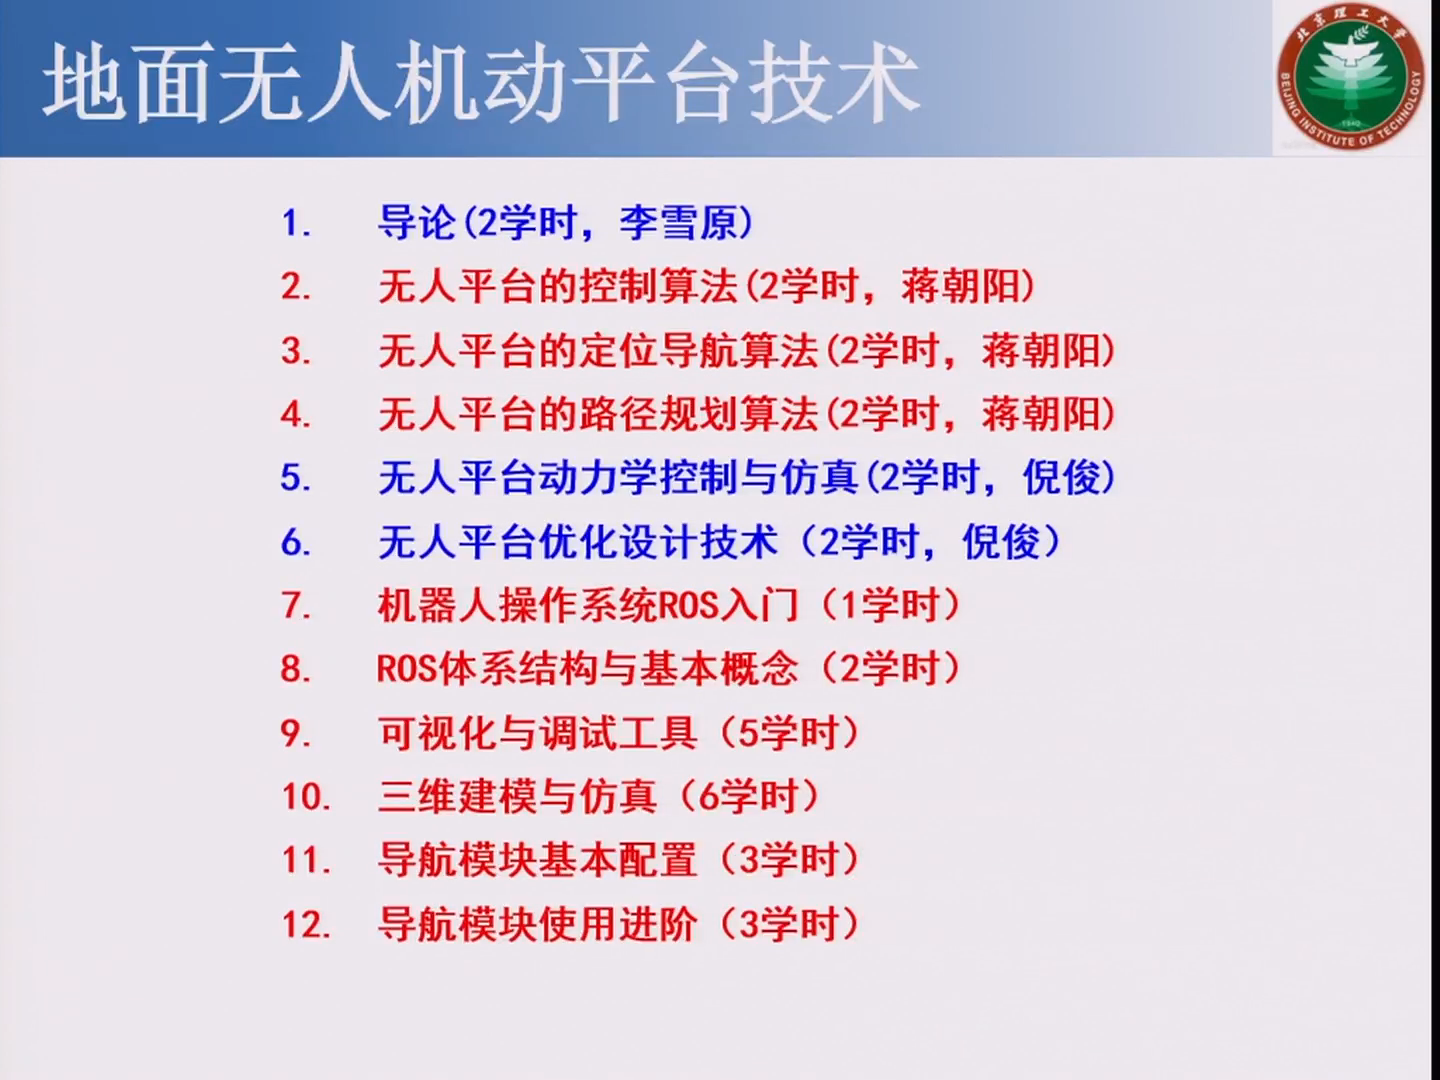 地面无人机动平台技术
北京理工大学
BEIJING INSTITUTE OF TECHNOLOGY
1940
1. 导论(2学时，李雪原)
2. 无人平台的控制算法(2学时，蒋朝阳)
3. 无人平台的定位导航算法(2学时，蒋朝阳)
4. 无人平台的路径规划算法(2学时，蒋朝阳)
5. 无人平台动力学控制与仿真(2学时，倪俊)
6. 无人平台优化设计技术（2学时，倪俊）
7. 机器人操作系统ROS入门（1学时）
8. ROS体系结构与基本概念（2学时）
9. 可视化与调试工具（5学时）
10. 三维建模与仿真（6学时）
11. 导航模块基本配置（3学时）
12. 导航模块使用进阶（3学时）